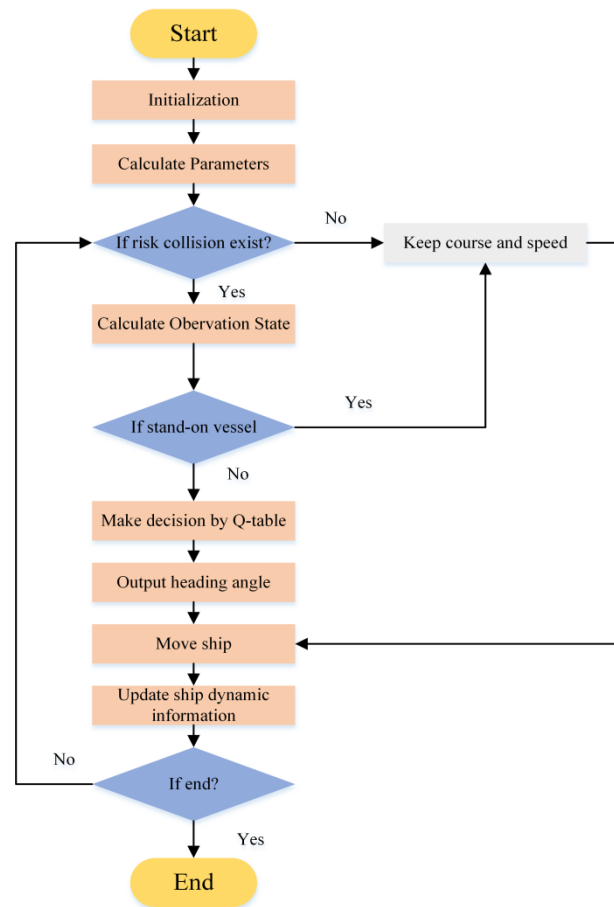 Start
Initialization
Calculate Parameters
If risk collision exist?
No
Keep course and speed
Yes
Calculate Obervation State
If stand-on vessel
Yes
No
Make decision by Q-table
Output heading angle
Move ship
Update ship dynamic
information
No
If end?
Yes
End